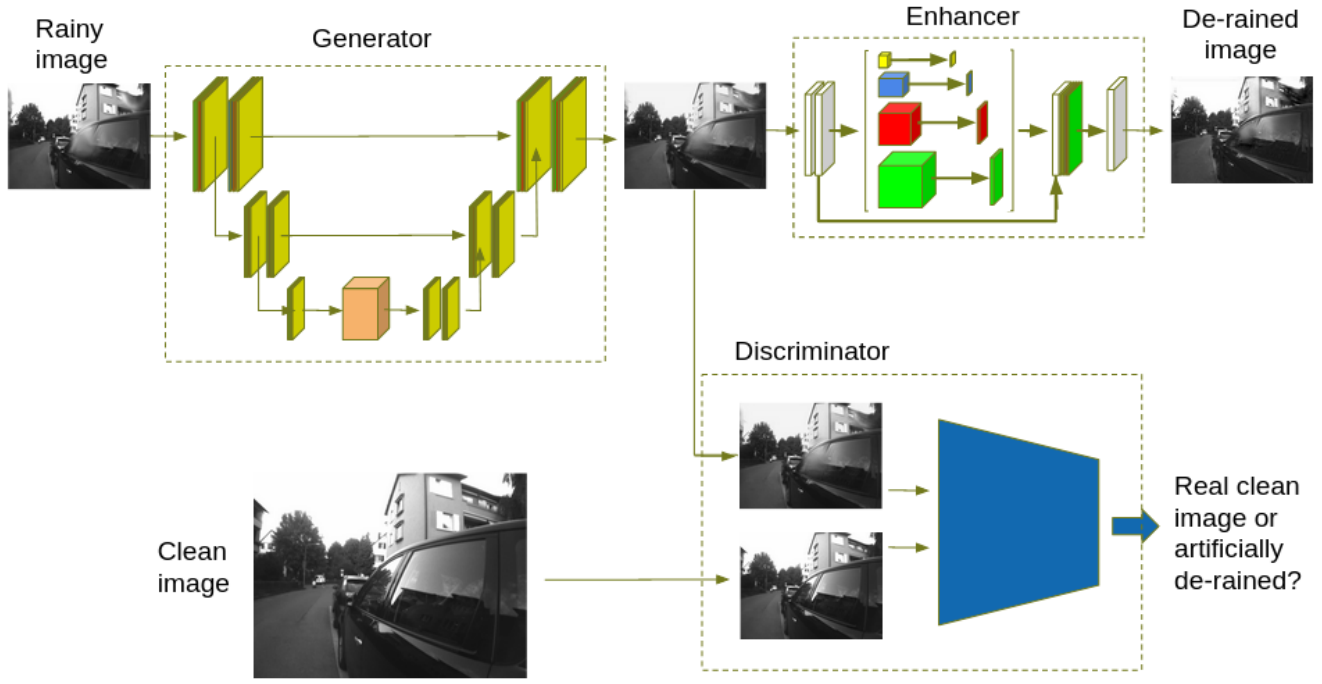 Rainy
image
Generator
Enhancer
De-rained
image
Discriminator
Clean
image
Real clean
image or
artificially
de-rained?